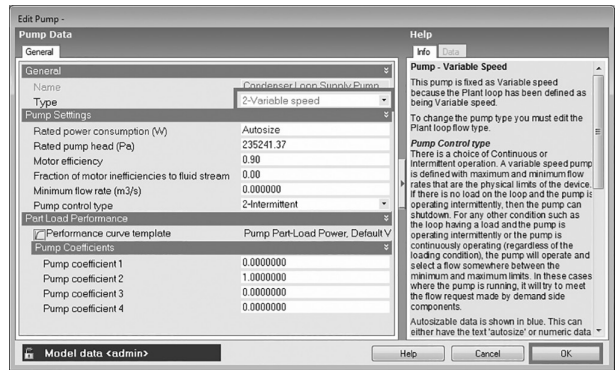 Edit Pump -
Pump Data
General
General
Name Condenser Loop Supply Pump
Type 2-Variable speed
Pump Setttings
Rated power consumption (W) Autosize
Rated pump head (Pa) 235241.37
Motor efficiency 0.90
Fraction of motor inefficiencies to fluid stream 0.00
Minimum flow rate (m3/s) 0.000000
Pump control type 2-Intermittent
Part Load Performance
Performance curve template Pump Part-Load Power, Default V
Pump Coefficients
Pump coefficient 1 0.0000000
Pump coefficient 2 1.0000000
Pump coefficient 3 0.0000000
Pump coefficient 4 0.0000000
Help
Info Data
Pump - Variable Speed
This pump is fixed as Variable speed
because the Plant loop has been defined as
being Variable speed.
To change the pump type you must edit the
Plant loop flow type.
Pump Control type
There is a choice of Continuous or
Intermittent operation. A variable speed pump
is defined with maximum and minimum flow
rates that are the physical limits of the device.
If there is no load on the loop and the pump is
operating intermittently, then the pump can
shutdown. For any other condition such as
the loop having a load and the pump is
operating intermittently or the pump is
continuously operating (regardless of the
loading condition), the pump will operate and
select a flow somewhere between the
minimum and maximum limits. In these cases
where the pump is running, it will try to meet
the flow request made by demand side
components.
Autosizable data is shown in blue. This can
either have the text 'autosize' or numeric data
Model data <admin>
Help Cancel OK